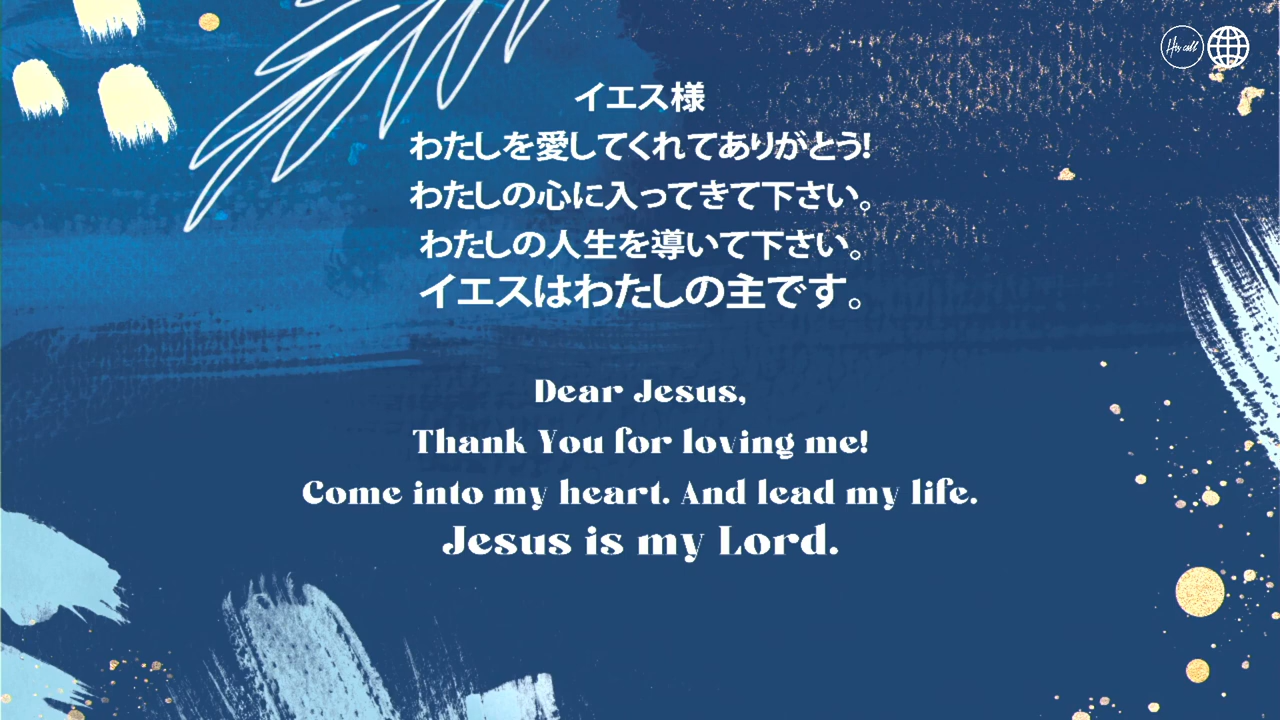 His call
イエス様
わたしを愛してくれてありがとう!
わたしの心に入ってきて下さい。
わたしの人生を導いて下さい。
イエスはわたしの主です。
Dear Jesus,
Thank You for loving me!
Come into my heart. And lead my life.
Jesus is my Lord.